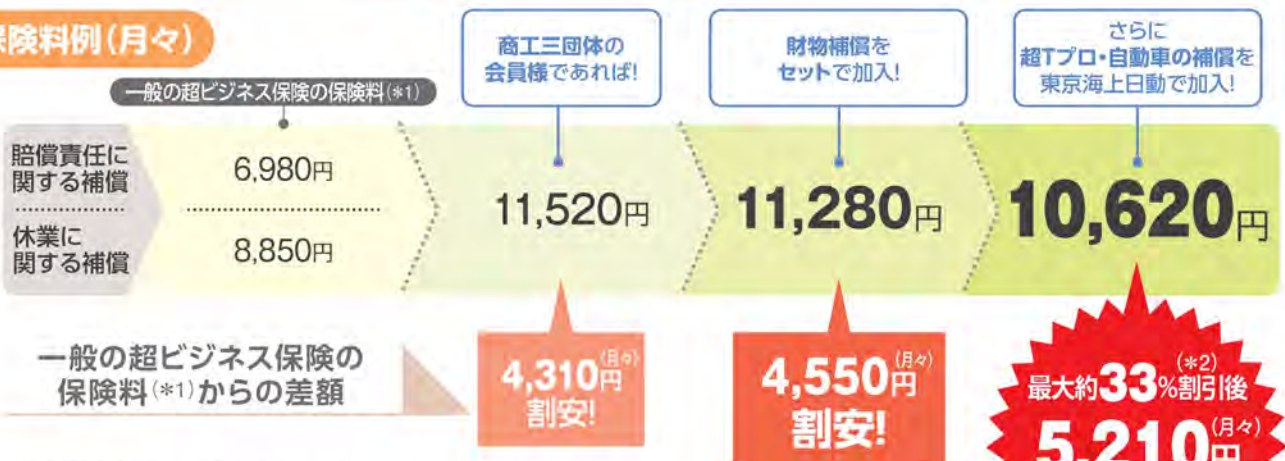 険料例(月々)
一般の超ビジネス保険の保険料(*1)
商工三団体の
会員様であれば!
財物補償を
セットで加入!
さらに
超Tプロ・自動車の補償を
東京海上日動で加入!
賠償責任に
関する補償
6,980円
休業に
関する補償
8,850円
11,520円
11,280円
10,620円
一般の超ビジネス保険の
保険料(*1)からの差額
4,310円(月々)
割安!
4,550円(月々)
割安!
(*2)
最大約33%割引後
5,210円(月々)